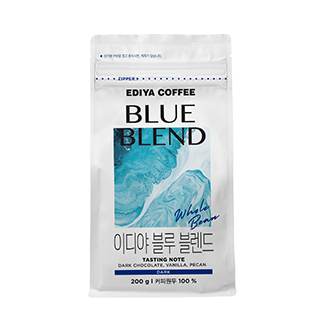 ZIPPER
EDIYA COFFEE
BLUE
BLEND
Whole
Bean
이디야 블루 블렌드
TASTING NOTE
DARK CHOCOLATE, VANILLA, PECAN
DARK
200 g | 커피원두 100 %